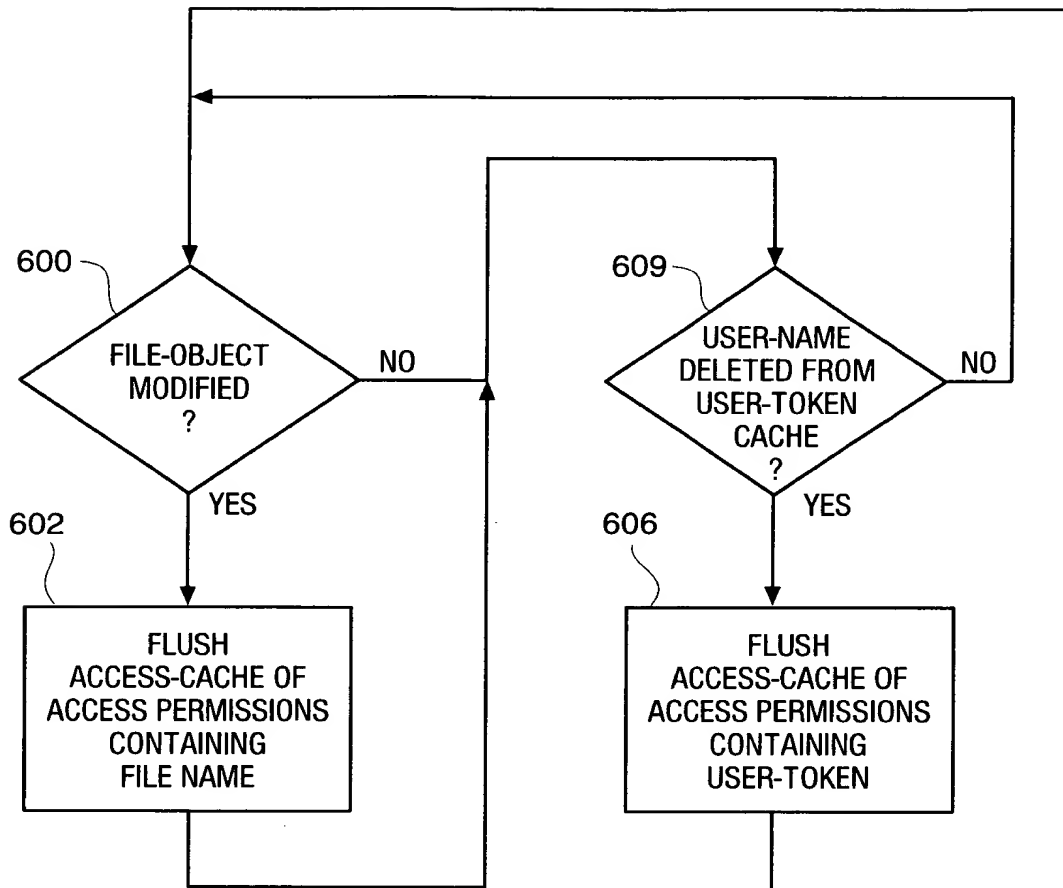 600
FILE-OBJECT
MODIFIED
?
NO
YES
602
FLUSH
ACCESS-CACHE OF
ACCESS PERMISSIONS
CONTAINING
FILE NAME
609
USER-NAME
DELETED FROM
USER-TOKEN
CACHE
?
NO
YES
606
FLUSH
ACCESS-CACHE OF
ACCESS PERMISSIONS
CONTAINING
USER-TOKEN